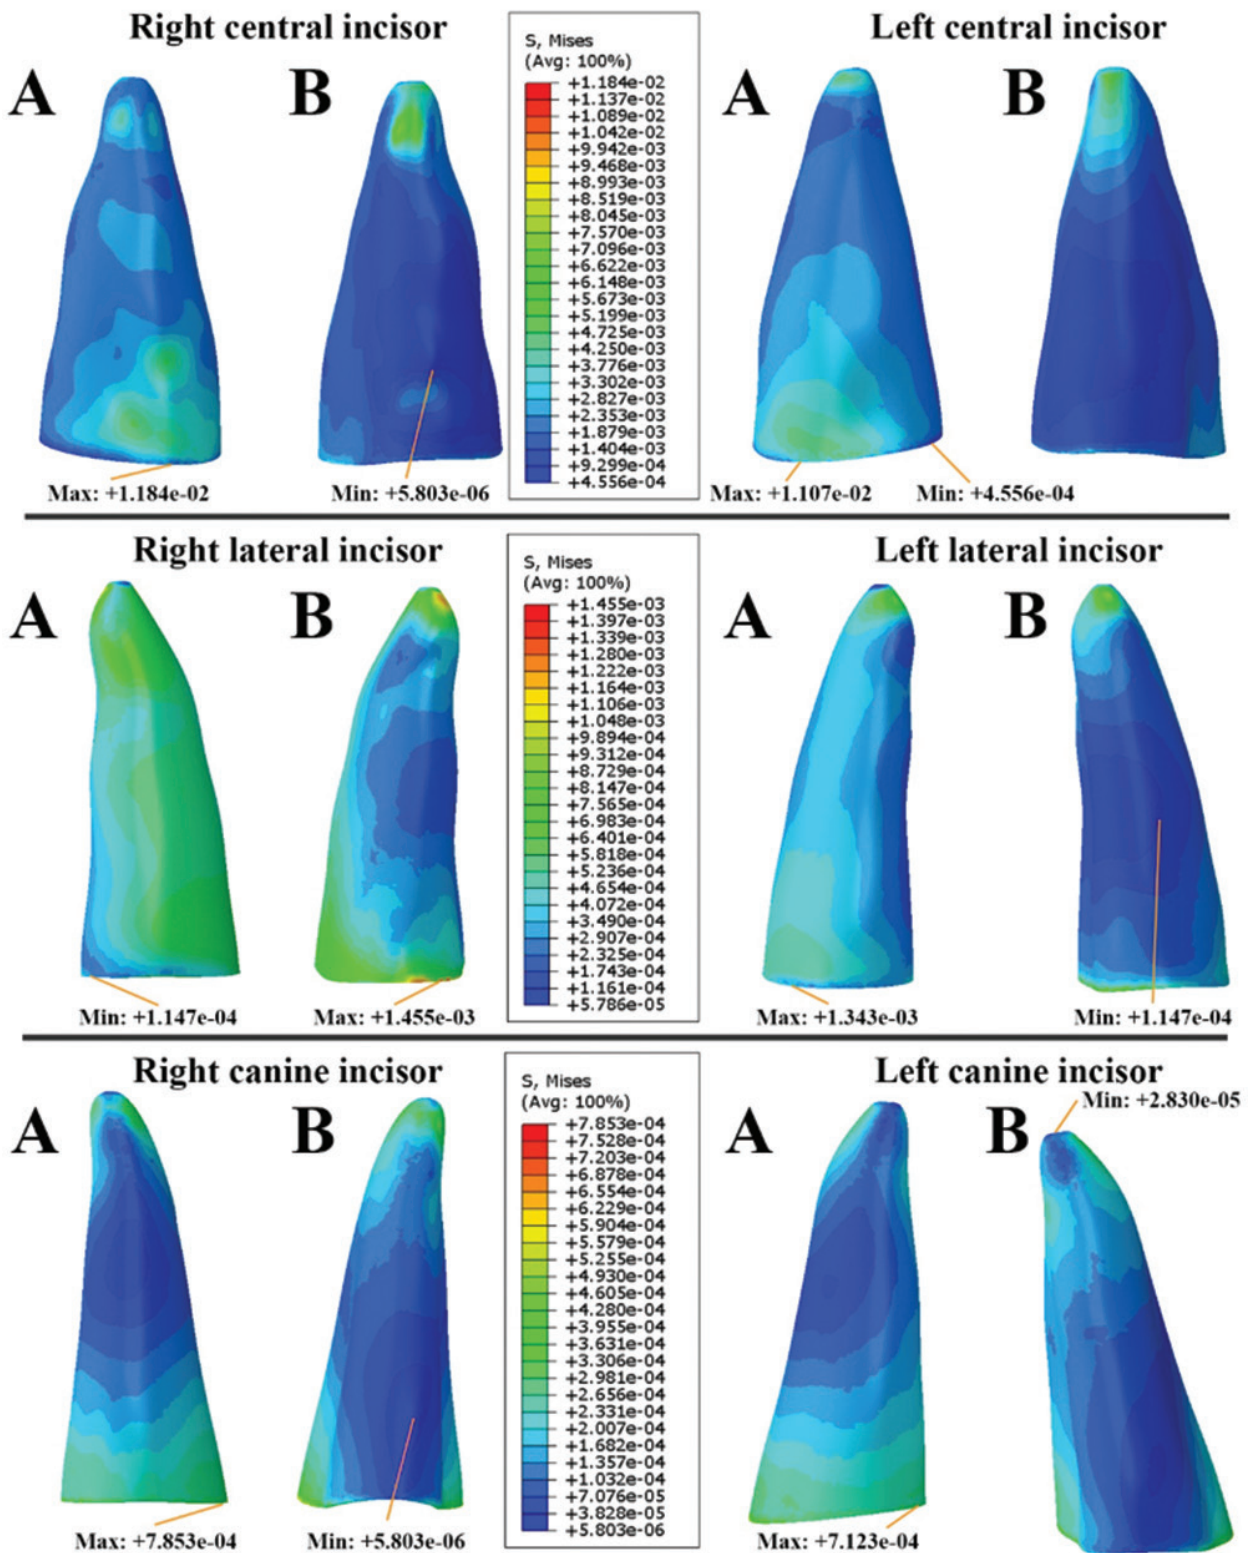 Right central incisor
Left central incisor
A
B
A
B
S, Mises
(Avg: 100%)
+1.184e-02
+1.137e-02
+1.089e-02
+1.042e-02
+9.942e-03
+9.468e-03
+8.993e-03
+8.519e-03
+8.045e-03
+7.570e-03
+7.096e-03
+6.622e-03
+6.148e-03
+5.673e-03
+5.199e-03
+4.725e-03
+4.250e-03
+3.776e-03
+3.302e-03
+2.827e-03
+2.353e-03
+1.879e-03
+1.404e-03
+9.299e-04
+4.556e-04
Max: +1.184e-02
Min: +5.803e-06
Max: +1.107e-02
Min: +4.556e-04
Right lateral incisor
Left lateral incisor
A
B
A
B
S, Mises
(Avg: 100%)
+1.455e-03
+1.397e-03
+1.339e-03
+1.280e-03
+1.222e-03
+1.164e-03
+1.106e-03
+1.048e-03
+9.894e-04
+9.312e-04
+8.729e-04
+8.147e-04
+7.565e-04
+6.983e-04
+6.401e-04
+5.818e-04
+5.236e-04
+4.654e-04
+4.072e-04
+3.490e-04
+2.907e-04
+2.325e-04
+1.743e-04
+1.161e-04
+5.786e-05
Min: +1.147e-04
Max: +1.455e-03
Max: +1.343e-03
Min: +1.147e-04
Right canine incisor
Left canine incisor
A
B
A
B
Min: +2.830e-05
S, Mises
(Avg: 100%)
+7.853e-04
+7.528e-04
+7.203e-04
+6.878e-04
+6.554e-04
+6.229e-04
+5.904e-04
+5.579e-04
+5.255e-04
+4.930e-04
+4.605e-04
+4.280e-04
+3.955e-04
+3.631e-04
+3.306e-04
+2.981e-04
+2.656e-04
+2.331e-04
+2.007e-04
+1.682e-04
+1.357e-04
+1.032e-04
+7.076e-05
+3.828e-05
+5.803e-06
Max: +7.853e-04
Min: +5.803e-06
Max: +7.123e-04